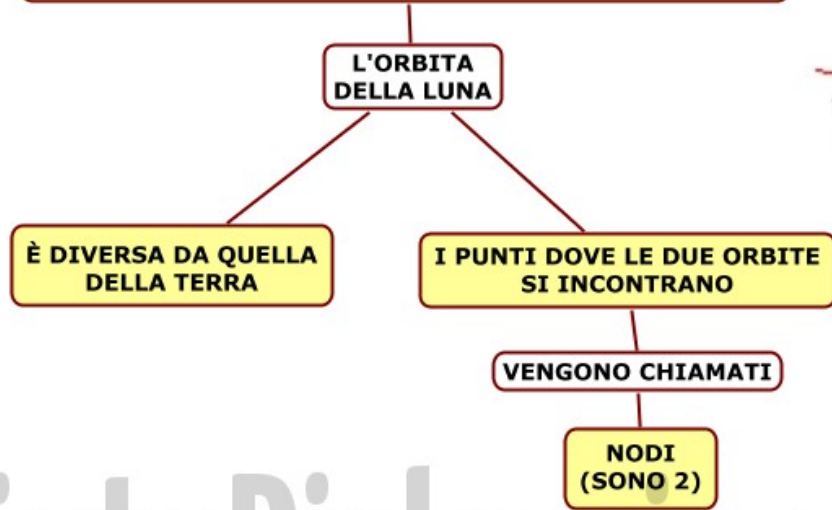 L'ORBITA
DELLA LUNA
È DIVERSA DA QUELLA
DELLA TERRA
I PUNTI DOVE LE DUE ORBITE
SI INCONTRANO
VENGONO CHIAMATI
NODI
(SONO 2)